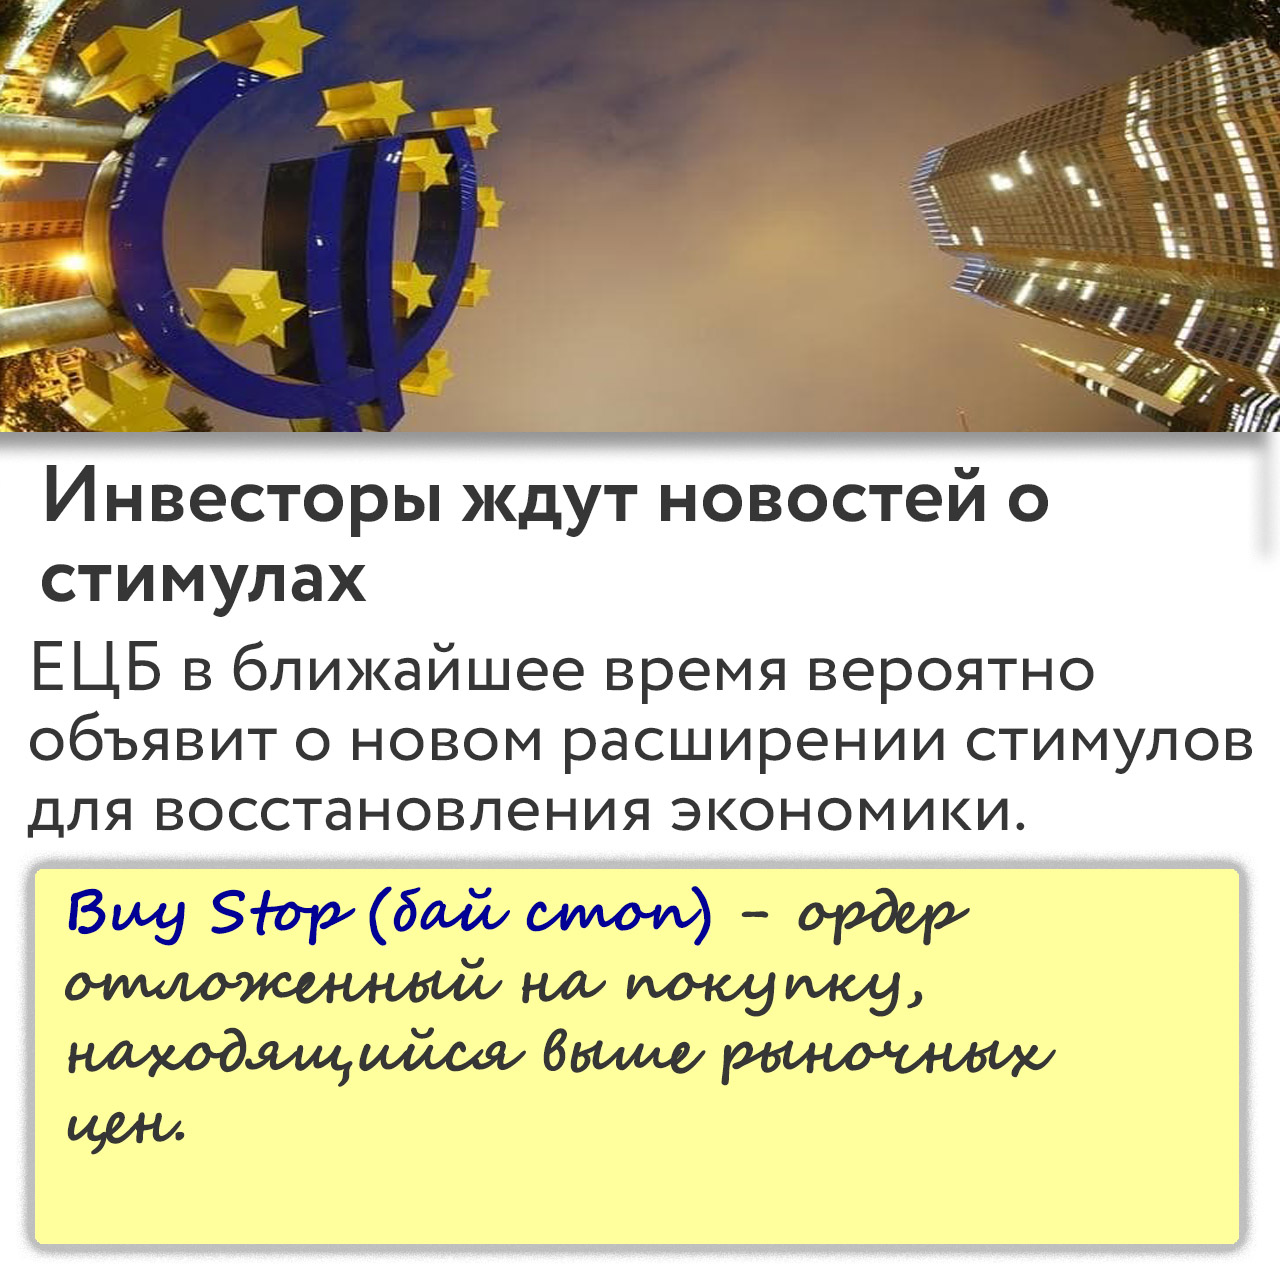 Инвесторы ждут новостей о
стимулах
ЕЦБ в ближайшее время вероятно
объявит о новом расширении стимулов
для восстановления экономики.
Buy Stop (бай стоп) – ордер
отложенный на покупку,
находящийся выше рыночных
цен.